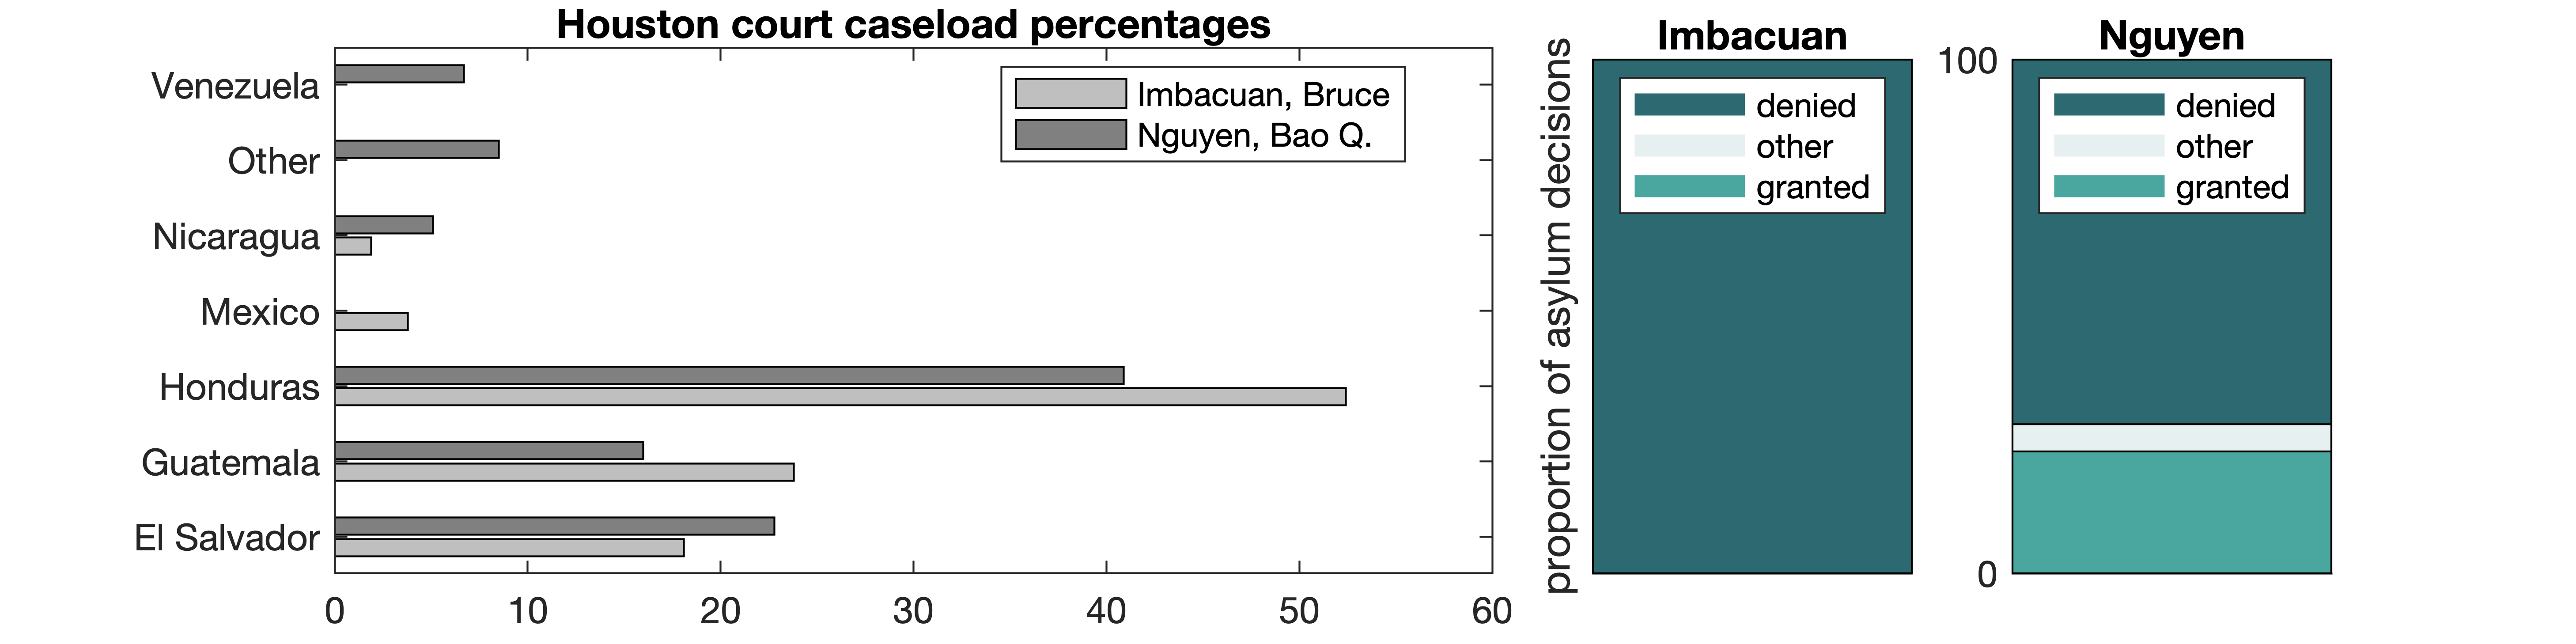 Houston court caseload percentages
Venezuela
Other
Nicaragua
Mexico
Honduras
Guatemala
El Salvador
0 10 20 30 40 50 60
Imbacuan, Bruce
Nguyen, Bao Q.
proportion of asylum decisions
Imbacuan
denied
other
granted
Nguyen
100
0
denied
other
granted